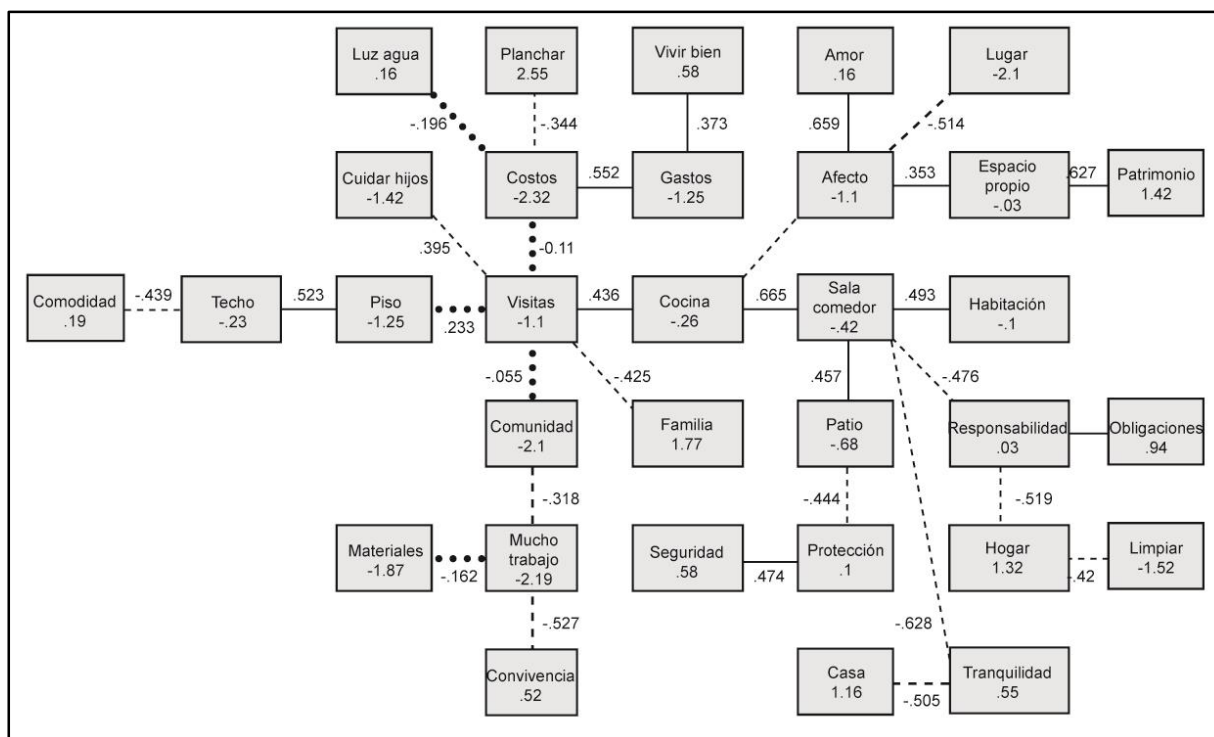 Luz agua
.16
Planchar
2.55
Vivir bien
.58
Amor
.16
Lugar
-2.1
-.196
-.344
.373
.659
-.514
Cuidar hijos
-1.42
Costos
-2.32
.552
Gastos
-1.25
Afecto
-1.1
.353
Espacio
propio
-.03
.627
Patrimonio
1.42
.395
-0.11
Comodidad
.19
-.439
Techo
-.23
.523
Piso
-1.25
.233
Visitas
-1.1
.436
Cocina
-.26
.665
Sala
comedor
-.42
.493
Habitación
-.1
-.055
-.425
.457
-.476
Comunidad
-2.1
Familia
1.77
Patio
-.68
Responsabilidad
.03
Obligaciones
.94
-.318
-.444
-.519
Materiales
-1.87
-.162
Mucho
trabajo
-2.19
Seguridad
.58
.474
Protección
.1
Hogar
1.32
-.42
Limpiar
-1.52
-.527
-.628
Convivencia
.52
Casa
1.16
-.505
Tranquilidad
.55